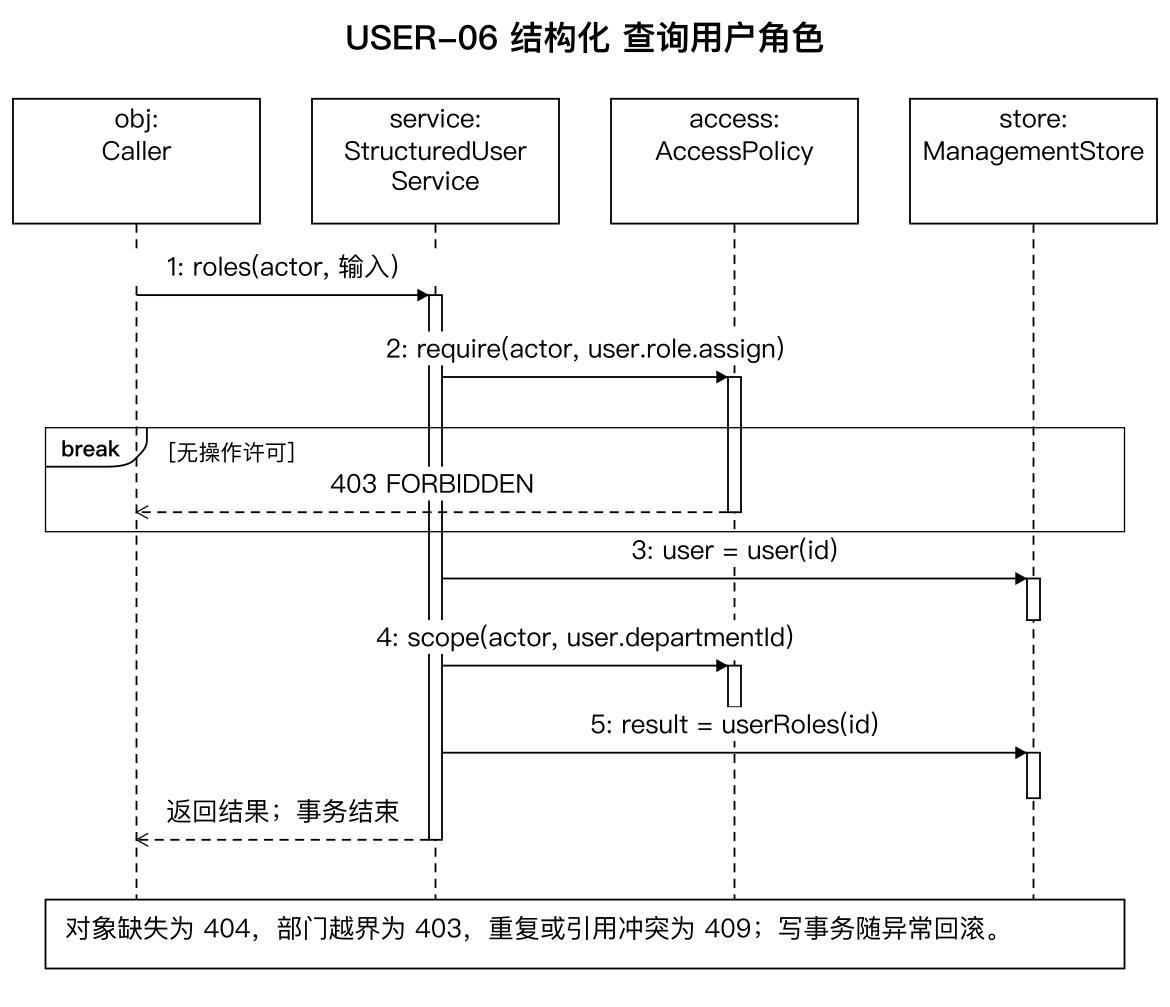 USER-06 结构化 查询用户角色
obj:
Caller
service:
StructuredUser
Service
access:
AccessPolicy
store:
ManagementStore
1: roles(actor, 输入)
2: require(actor, user.role.assign)
break
[无操作许可]
403 FORBIDDEN
3: user = user(id)
4: scope(actor, user.departmentId)
5: result = userRoles(id)
返回结果；事务结束
对象缺失为 404，部门越界为 403，重复或引用冲突为 409；写事务随异常回滚。